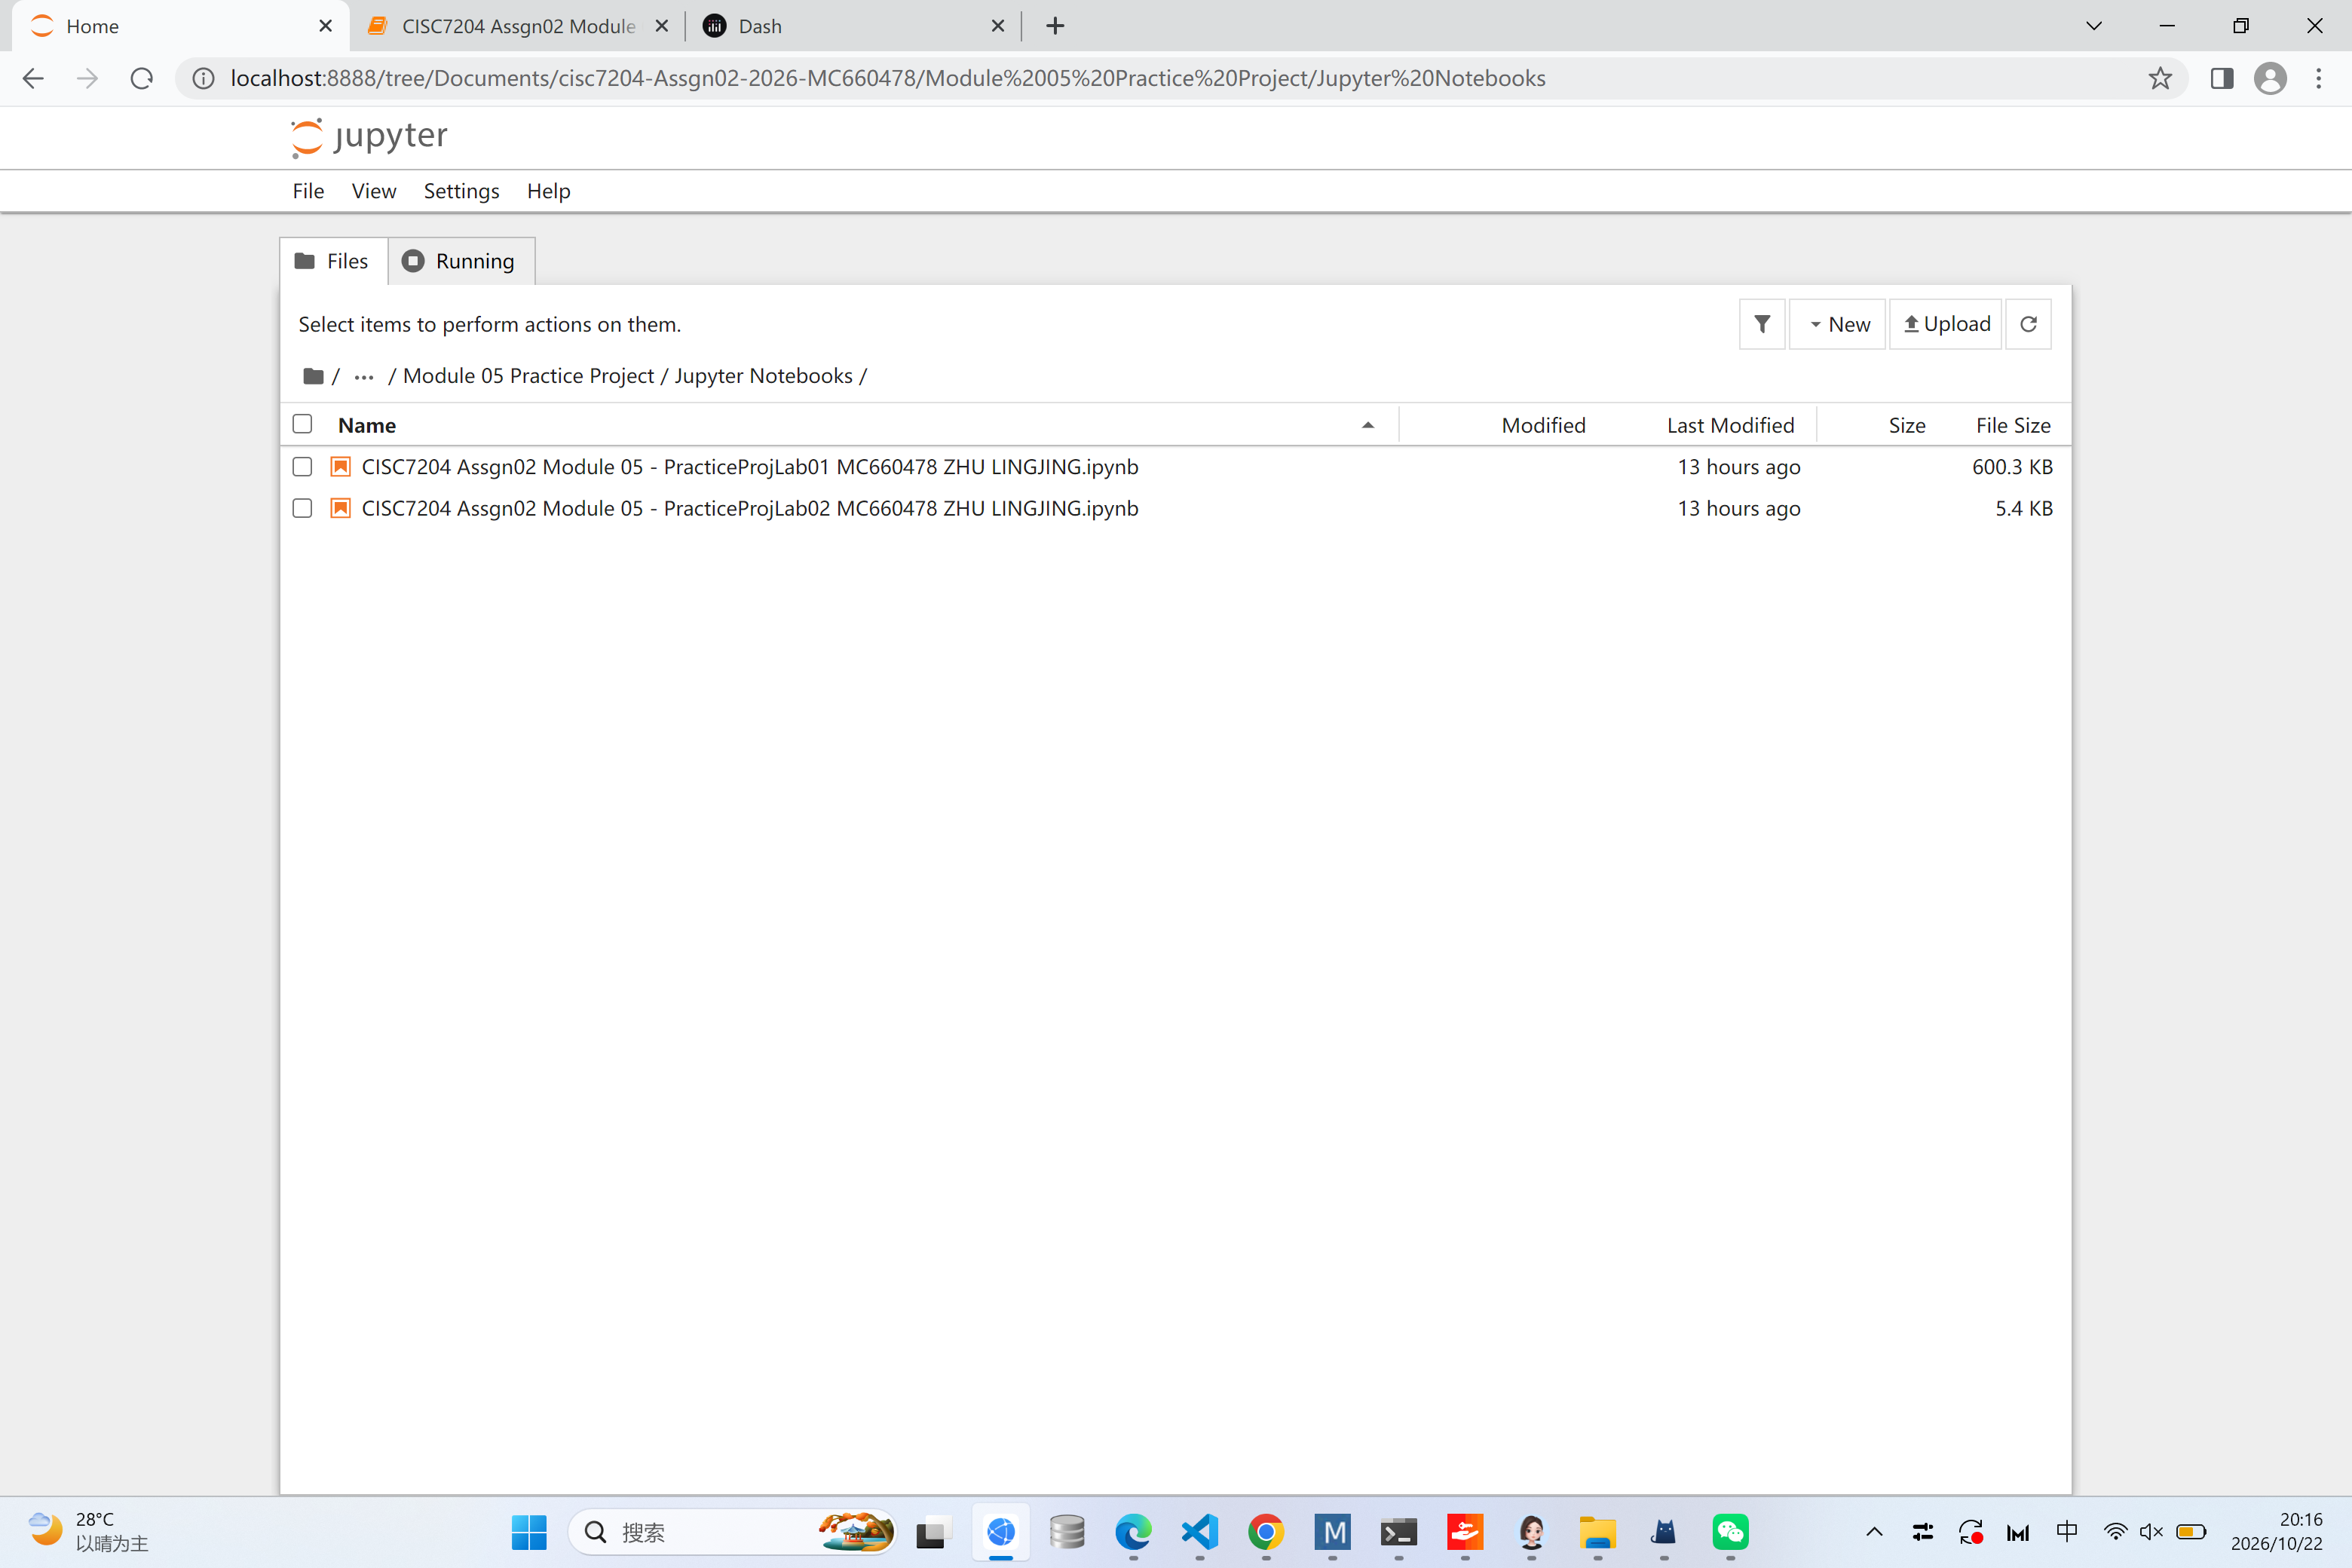 Home
CISC7204 Assgn02 Module
Dash
localhost:8888/tree/Documents/cisc7204-Assgn02-2026-MC660478/Module%2005%20Practice%20Project/Jupyter%20Notebooks
jupyter
File View Settings Help
Files Running
Select items to perform actions on them.
New Upload
/ ... / Module 05 Practice Project / Jupyter Notebooks /
Name Modified Last Modified Size File Size
CISC7204 Assgn02 Module 05 - PracticeProjLab01 MC660478 ZHU LINGJING.ipynb 13 hours ago 600.3 KB
CISC7204 Assgn02 Module 05 - PracticeProjLab02 MC660478 ZHU LINGJING.ipynb 13 hours ago 5.4 KB
28°C
以晴为主
搜索
M
中
20:16
2026/10/22